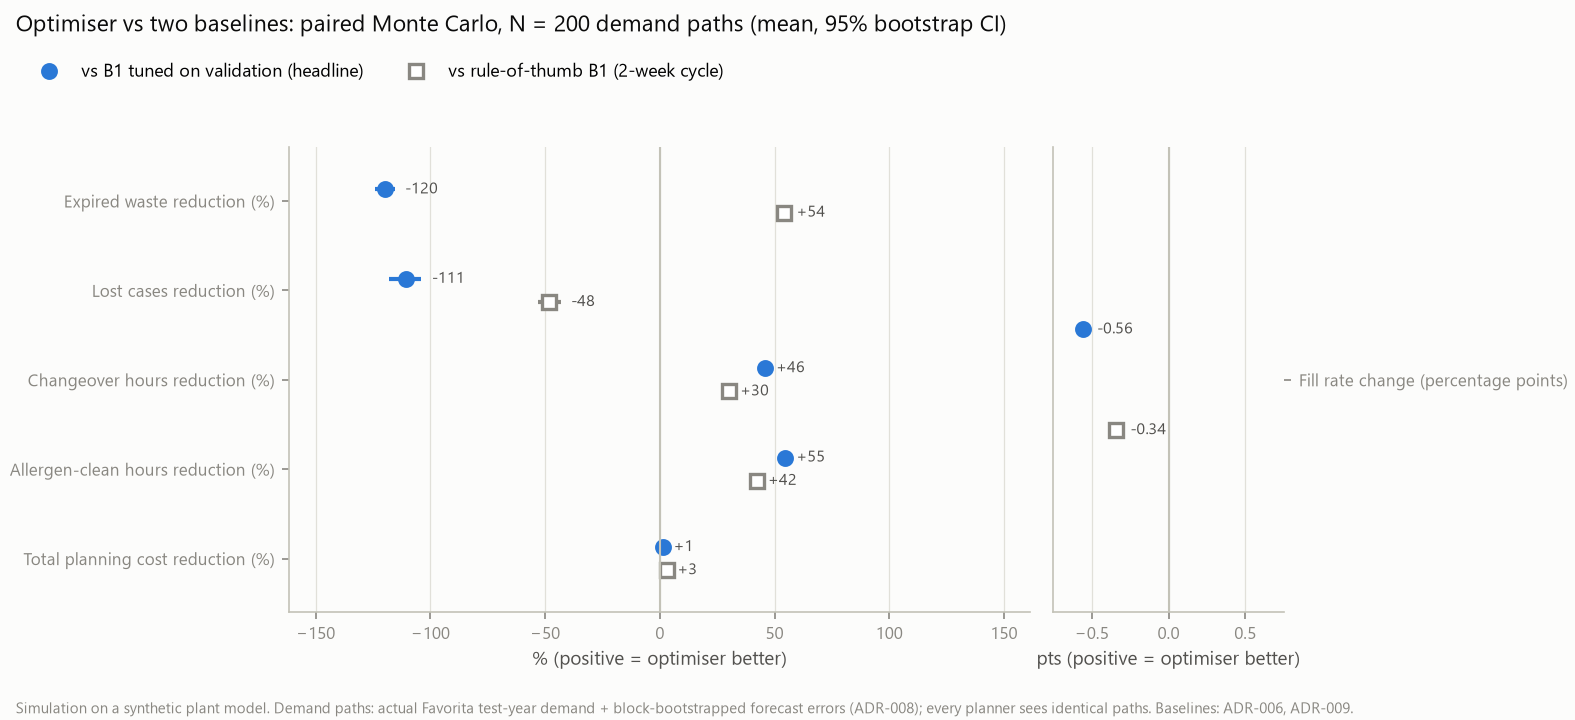 Optimiser vs two baselines: paired Monte Carlo, N = 200 demand paths (mean, 95% bootstrap CI)
vs B1 tuned on validation (headline)
vs rule-of-thumb B1 (2-week cycle)
Expired waste reduction (%)
-120
+54
Lost cases reduction (%)
-111
-48
-0.56
Changeover hours reduction (%)
+46
+30
Fill rate change (percentage points)
-0.34
Allergen-clean hours reduction (%)
+55
+42
Total planning cost reduction (%)
+1
+3
−150 −100 −50 0 50 100 150
−0.5 0.0 0.5
% (positive = optimiser better)
pts (positive = optimiser better)
Simulation on a synthetic plant model. Demand paths: actual Favorita test-year demand + block-bootstrapped forecast errors (ADR-008); every planner sees identical paths. Baselines: ADR-006, ADR-009.